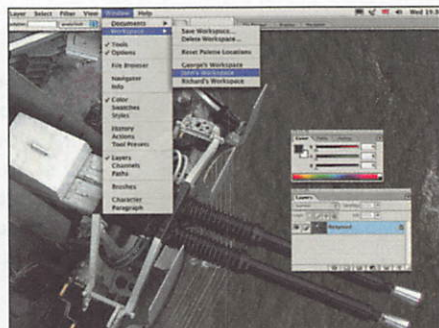 Layer Select Filter View Window Help
Wed 19:5
Documents
Workspace
Tools
Options
File Browser
Navigator
Info
Color
Swatches
Styles
History
Actions
Tool Presets
Layers
Channels
Paths
Brushes
Character
Paragraph
Save Workspace...
Delete Workspace...
Reset Palette Locations
George's Workspace
John's Workspace
Richard's Workspace
Color
Layers